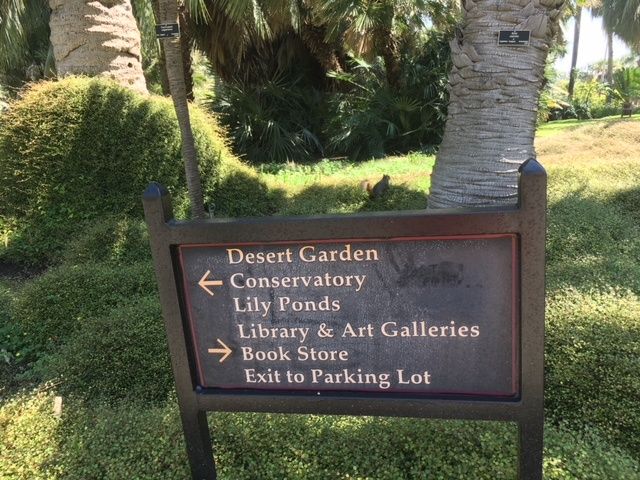 Desert Garden
← Conservatory
Lily Ponds
Library & Art Galleries
→ Book Store
Exit to Parking Lot